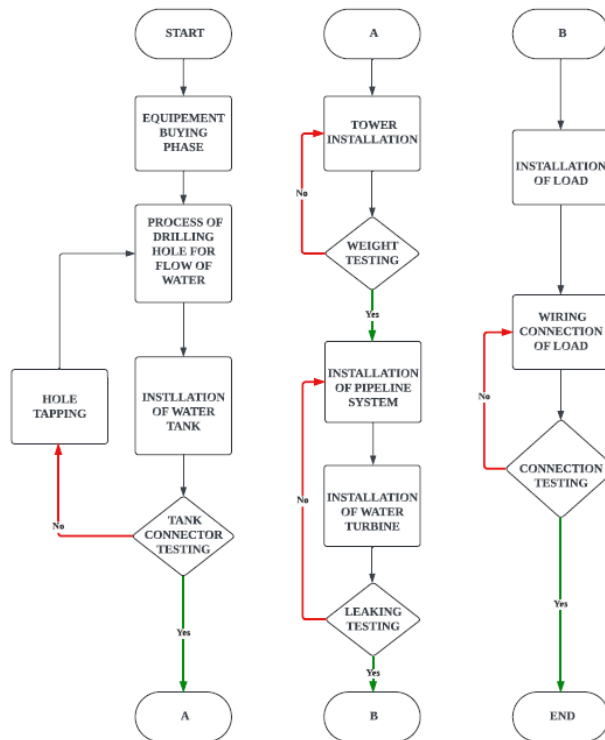 START
EQUIPEMENT
BUYING
PHASE
PROCESS OF
DRILLING
HOLE FOR
FLOW OF
WATER
HOLE
TAPPING
INSTLLATION
OF WATER
TANK
No
TANK
CONNECTOR
TESTING
Yes
A
A
TOWER
INSTALLATION
No
WEIGHT
TESTING
Yes
INSTALLATION
OF PIPELINE
SYSTEM
No
INSTALLATION
OF WATER
TURBINE
LEAKING
TESTING
Yes
B
B
INSTALLATION
OF LOAD
WIRING
CONNECTION
OF LOAD
No
CONNECTION
TESTING
Yes
END